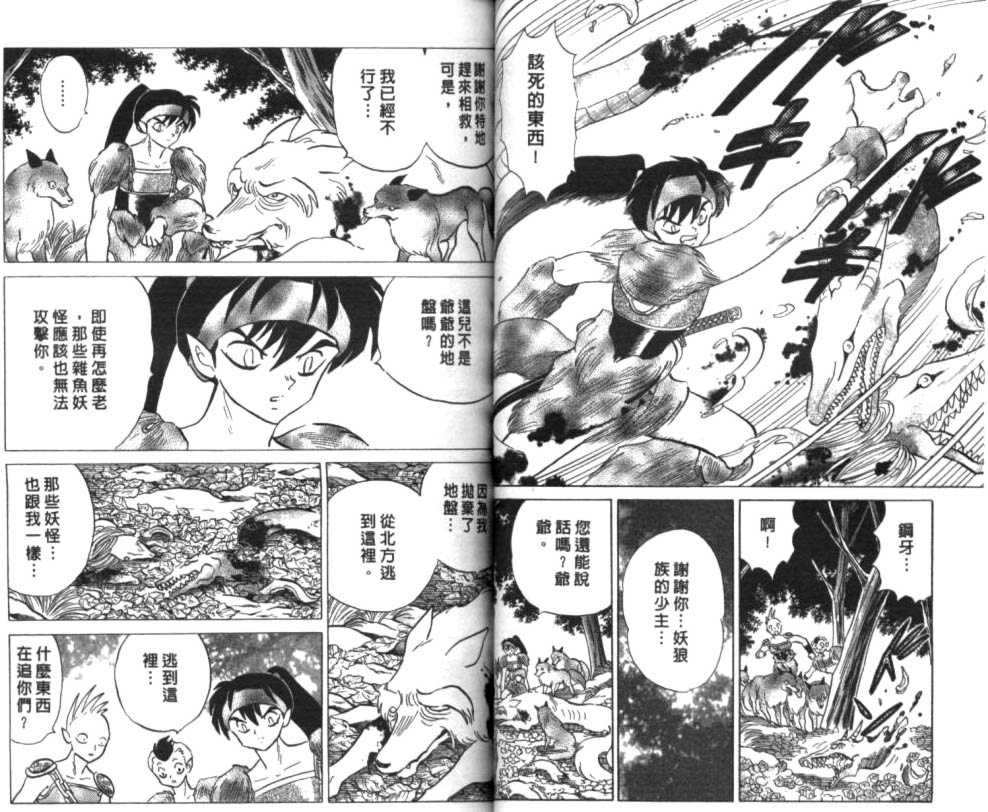 該死的東西！
鋼牙…
啊！
謝謝你…妖狼
族的少主…
您還能說
話嗎？爺
爺。
謝謝你特地
趕來相救，
可是，
我已經不
行了…
……
這兒不是
爺爺的地
盤嗎？
即使再怎麼老
，那些雜魚妖
怪應該也無法
攻擊你。
因為我
拋棄了
地盤…
從北方逃
到這裡。
那些妖怪…
也跟我一樣…
逃到這
裡…
什麼東西
在追你們？